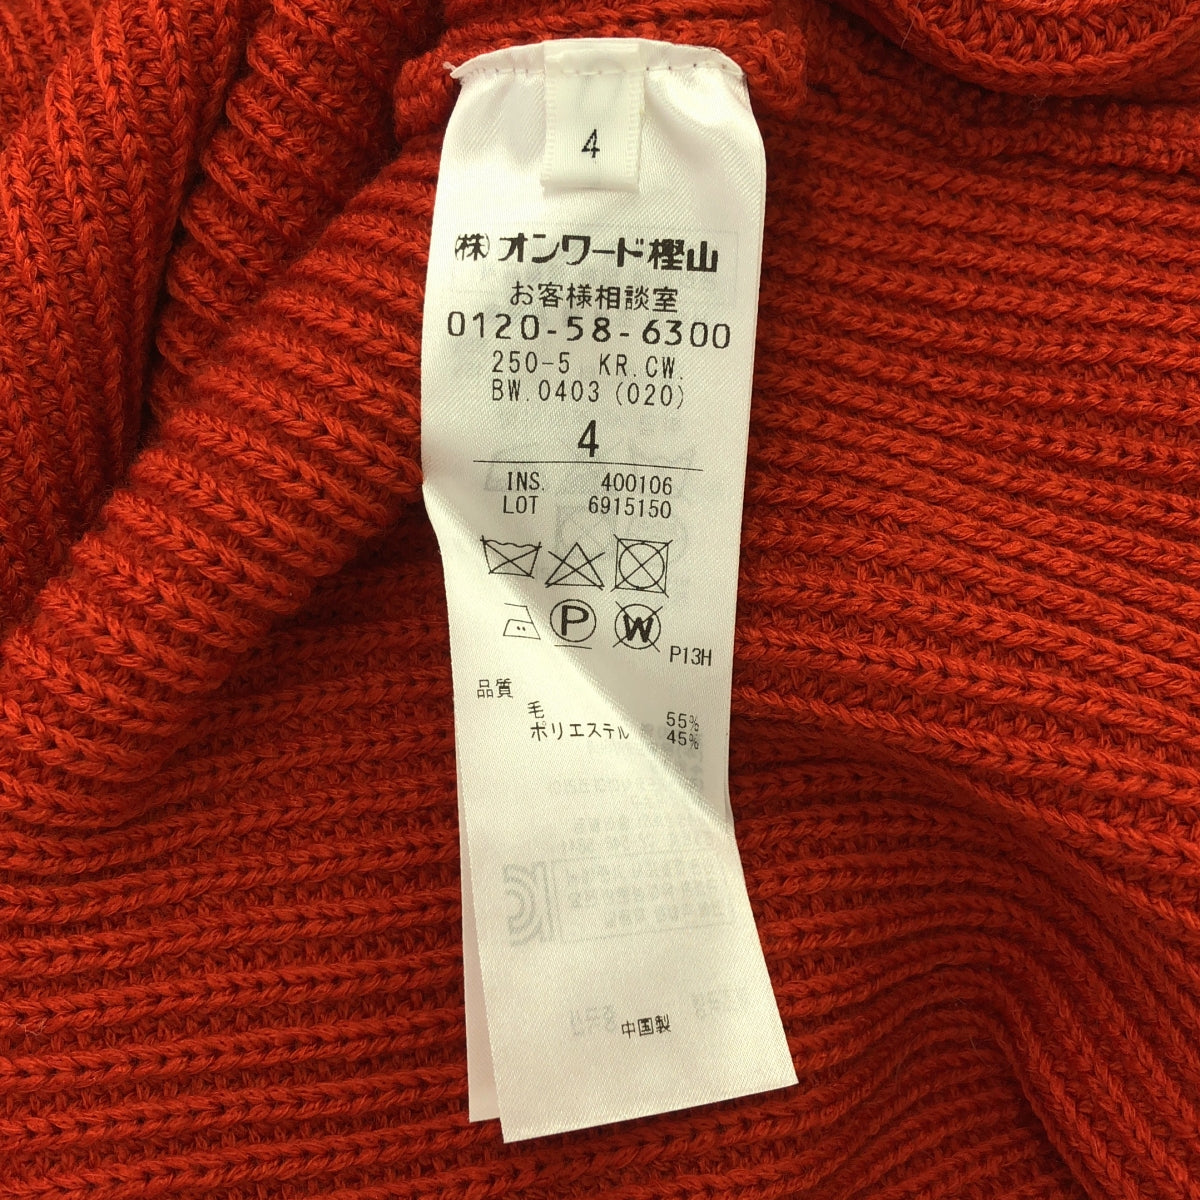 4
(株)オンワード樫山
お客様相談室
0120-58-6300
250-5 KR.CW.
BW.0403 (020)
4
INS. 400106
LOT 6915150
P
W
P13H
品質
毛 55%
ポリエステル 45%
中国製